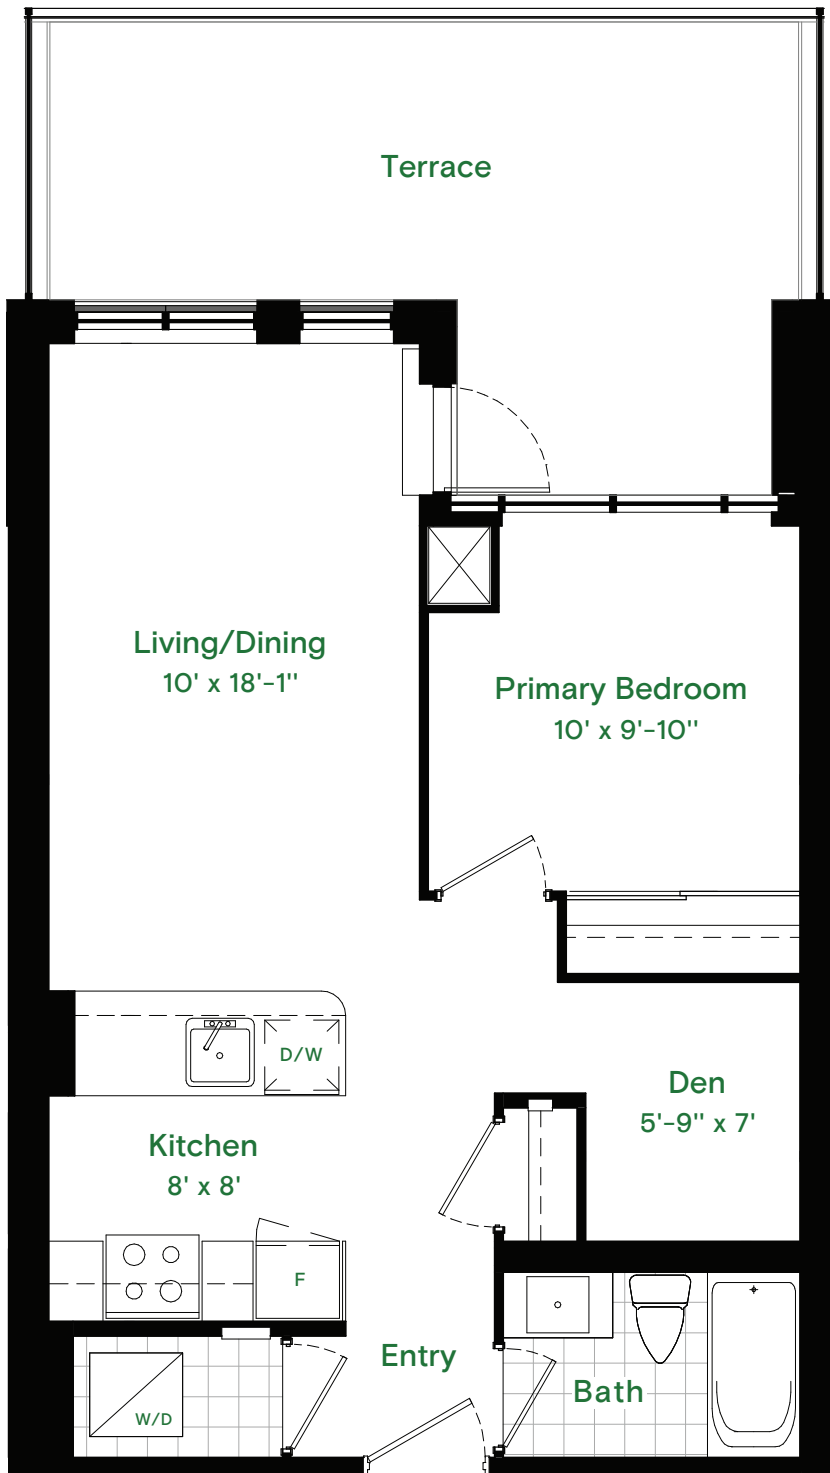 Terrace
Living/Dining
10' x 18'-1"
Primary Bedroom
10' x 9'-10"
D/W
Den
5'-9" x 7'
Kitchen
8' x 8'
F
Entry
Bath
W/D